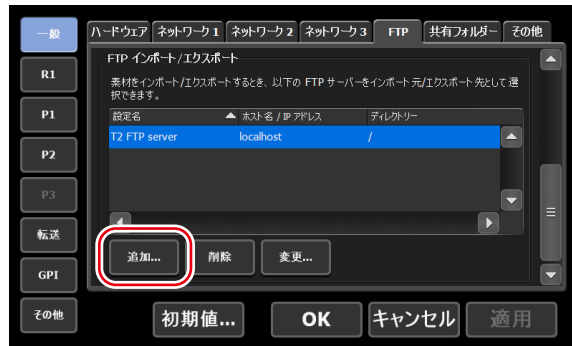 一般
R1
P1
P2
P3
転送
GPI
その他
ハードウェア ネットワーク1 ネットワーク2 ネットワーク3 FTP 共有フォルダー その他
FTP インポート/エクスポート
素材をインポート/エクスポートするとき、以下の FTP サーバーをインポート元/エクスポート先として選
択できます。
設定名 ホスト名 / IP アドレス ディレクトリー
T2 FTP server localhost /
追加... 削除 変更...
初期値... OK キャンセル 適用